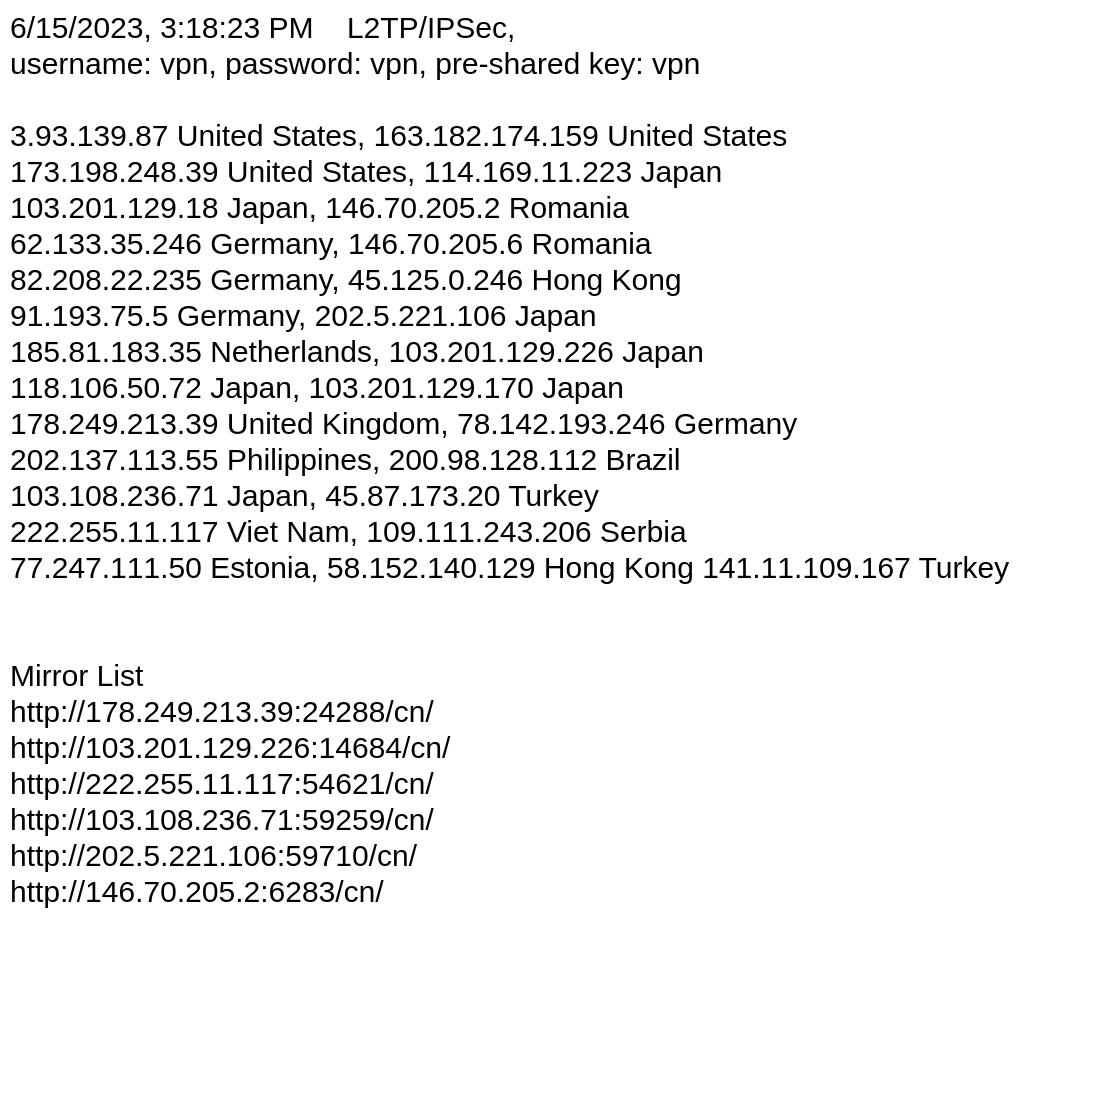 6/15/2023, 3:18:23 PM    L2TP/IPSec,
username: vpn, password: vpn, pre-shared key: vpn
3.93.139.87 United States, 163.182.174.159 United States
173.198.248.39 United States, 114.169.11.223 Japan
103.201.129.18 Japan, 146.70.205.2 Romania
62.133.35.246 Germany, 146.70.205.6 Romania
82.208.22.235 Germany, 45.125.0.246 Hong Kong
91.193.75.5 Germany, 202.5.221.106 Japan
185.81.183.35 Netherlands, 103.201.129.226 Japan
118.106.50.72 Japan, 103.201.129.170 Japan
178.249.213.39 United Kingdom, 78.142.193.246 Germany
202.137.113.55 Philippines, 200.98.128.112 Brazil
103.108.236.71 Japan, 45.87.173.20 Turkey
222.255.11.117 Viet Nam, 109.111.243.206 Serbia
77.247.111.50 Estonia, 58.152.140.129 Hong Kong 141.11.109.167 Turkey
Mirror List
http://178.249.213.39:24288/cn/
http://103.201.129.226:14684/cn/
http://222.255.11.117:54621/cn/
http://103.108.236.71:59259/cn/
http://202.5.221.106:59710/cn/
http://146.70.205.2:6283/cn/